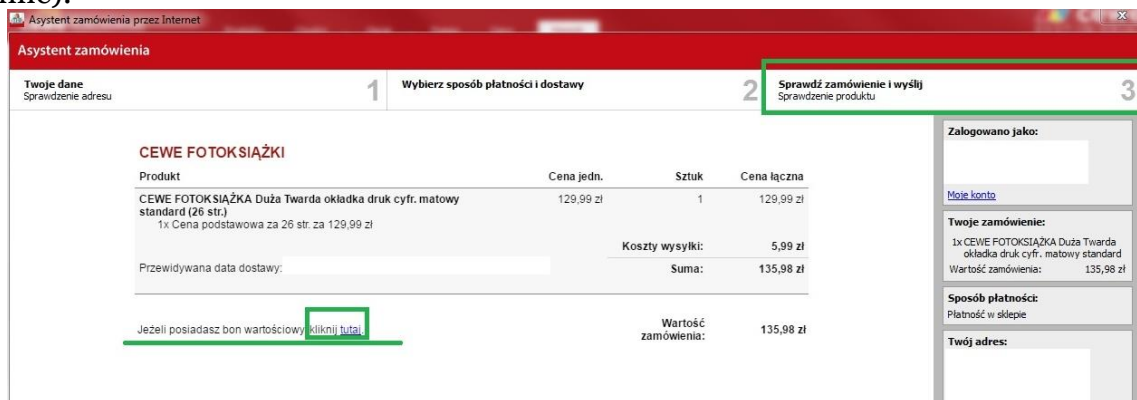 Asystent zamówienia przez Internet
Asystent zamówienia
Twoje dane
Sprawdzenie adresu
1
Wybierz sposób płatności i dostawy
2
Sprawdź zamówienie i wyślij
Sprawdzenie produktu
3
CEWE FOTOKSIĄŻKI
Produkt Cena jedn. Sztuk Cena łączna
CEWE FOTOKSIĄŻKA Duża Twarda okładka druk cyfr. matowy 129,99 zł 1 129,99 zł
standard (26 str.)
1x Cena podstawowa za 26 str. za 129,99 zł
Koszty wysyłki: 5,99 zł
Przewidywana data dostawy: Suma: 135,98 zł
Jeżeli posiadasz bon wartościowy kliknij tutaj.
Wartość
zamówienia: 135,98 zł
Zalogowano jako:
Moje konto
Twoje zamówienie:
1x CEWE FOTOKSIĄŻKA Duża Twarda
okładka druk cyfr. matowy standard
Wartość zamówienia: 135,98 zł
Sposób płatności:
Płatność w sklepie
Twój adres: